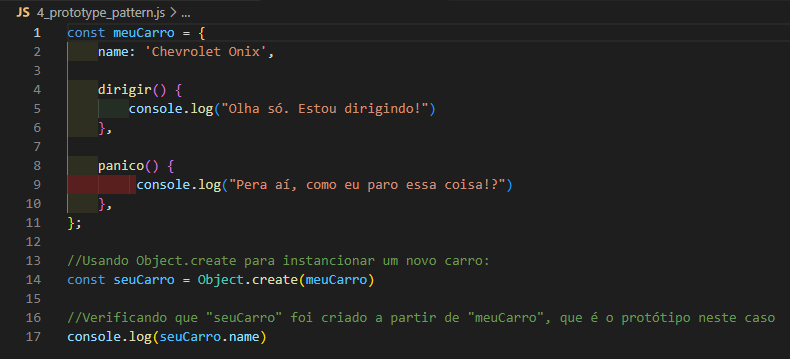 JS 4_prototype_pattern.js > ...
1 const meuCarro = {
2 name: 'Chevrolet Onix',
3
4 dirigir() {
5 console.log("Olha só. Estou dirigindo!")
6 },
7
8 panico() {
9 console.log("Pera aí, como eu paro essa coisa!?")
10 },
11 };
12
13 //Usando Object.create para instancionar um novo carro:
14 const seuCarro = Object.create(meuCarro)
15
16 //Verificando que "seuCarro" foi criado a partir de "meuCarro", que é o protótipo neste caso
17 console.log(seuCarro.name)